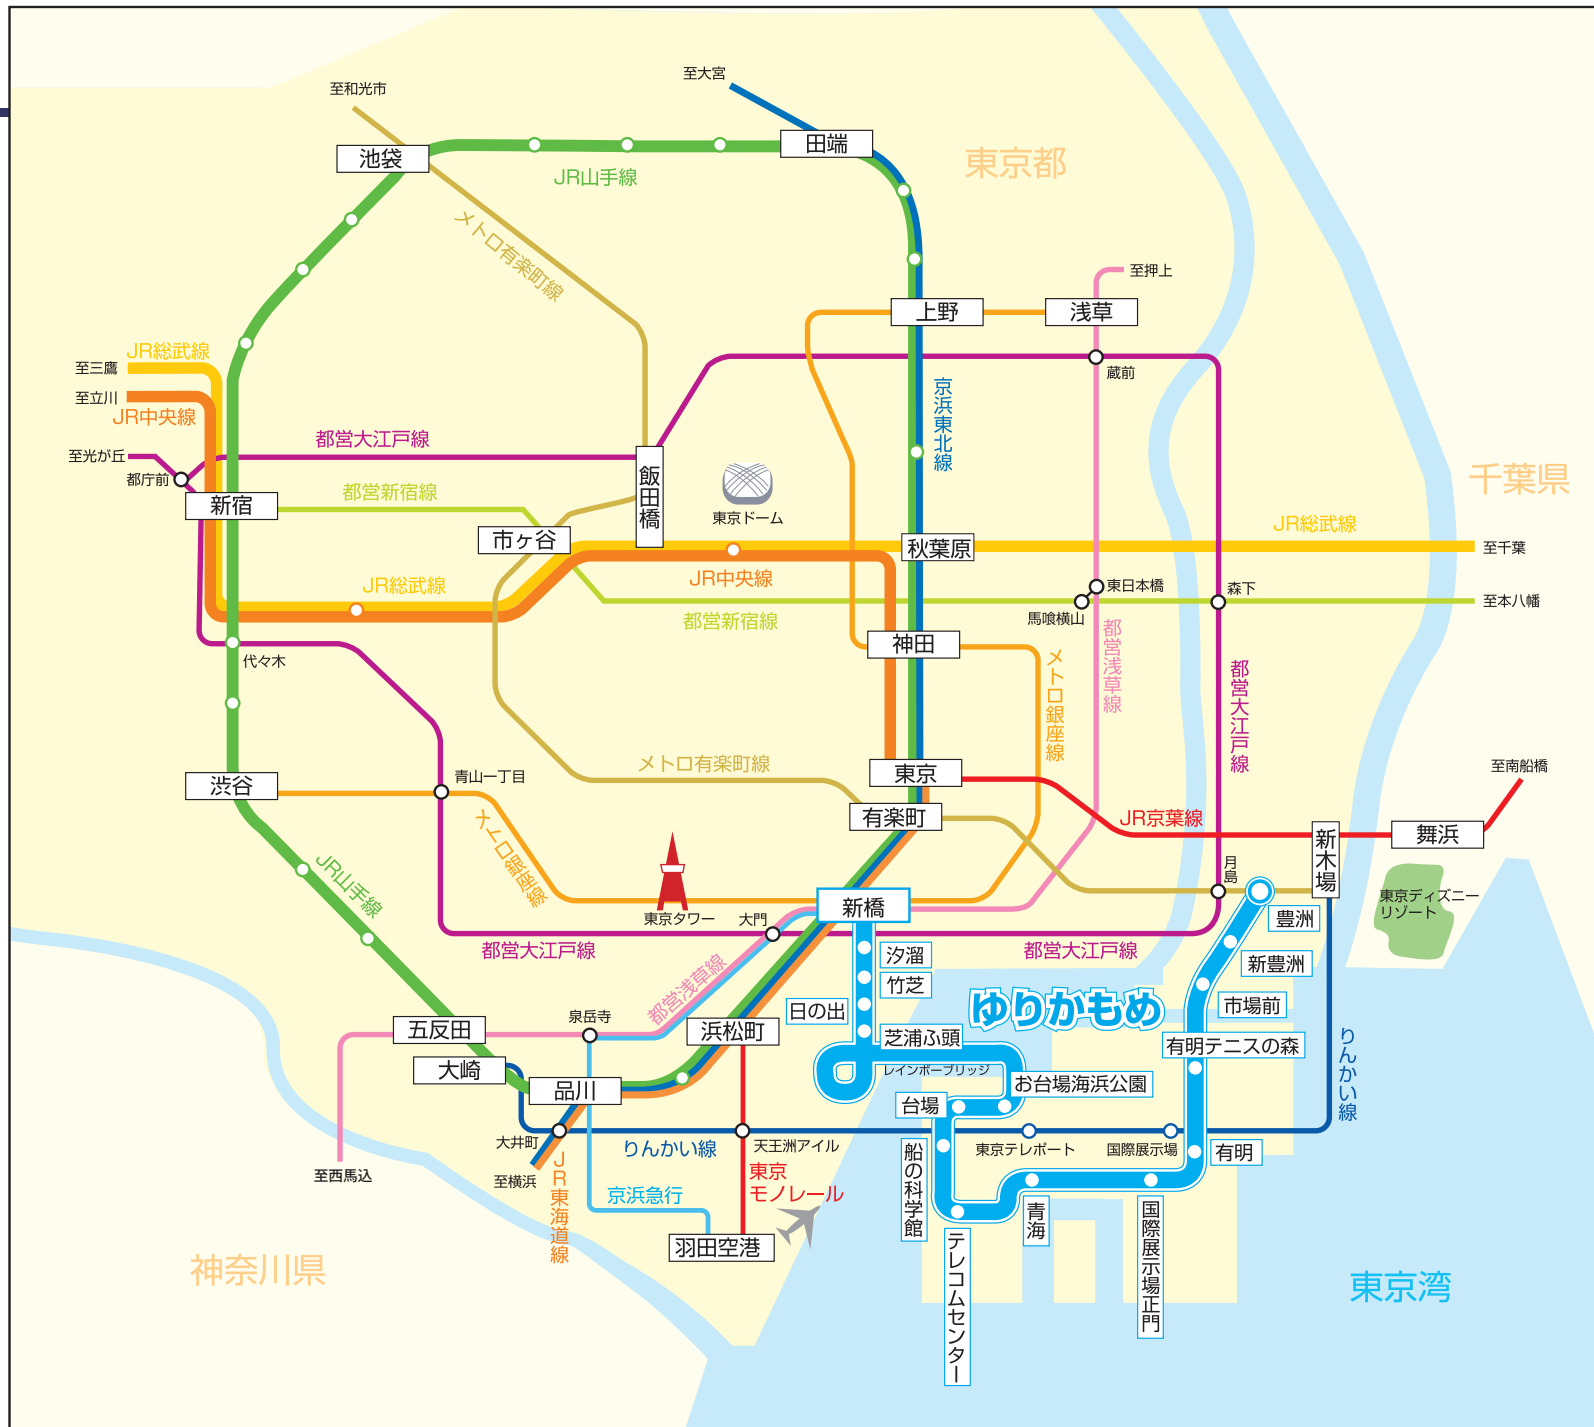 至大宮
至和光市
田端
池袋
東京都
JR山手線
メトロ有楽町線
至押上
上野
浅草
JR総武線
至三鷹
蔵前
至立川
JR中央線
京浜東北線
都営大江戸線
至光が丘
都庁前
飯田橋
千葉県
新宿
都営新宿線
東京ドーム
JR総武線
市ヶ谷
秋葉原
至千葉
JR総武線
JR中央線
東日本橋
森下
至本八幡
馬喰横山
都営新宿線
都営浅草線
神田
代々木
メトロ銀座線
都営大江戸線
メトロ有楽町線
東京
至南船橋
青山一丁目
渋谷
有楽町
JR京葉線
新木場
舞浜
メトロ銀座線
JR山手線
月島
東京ディズニー
リゾート
新橋
東京タワー
大門
豊洲
都営大江戸線
都営大江戸線
汐溜
新豊洲
都営浅草線
竹芝
市場前
日の出
ゆりかもめ
泉岳寺
五反田
浜松町
芝浦ふ頭
有明テニスの森
りんかい線
大崎
レインボーブリッジ
品川
お台場海浜公園
台場
大井町
りんかい線
天王洲アイル
東京テレポート
国際展示場
有明
船の科学館
至西馬込
至横浜
JR東海道線
東京
モノレール
京浜急行
青海
国際展示場正門
羽田空港
テレコムセンター
神奈川県
東京湾